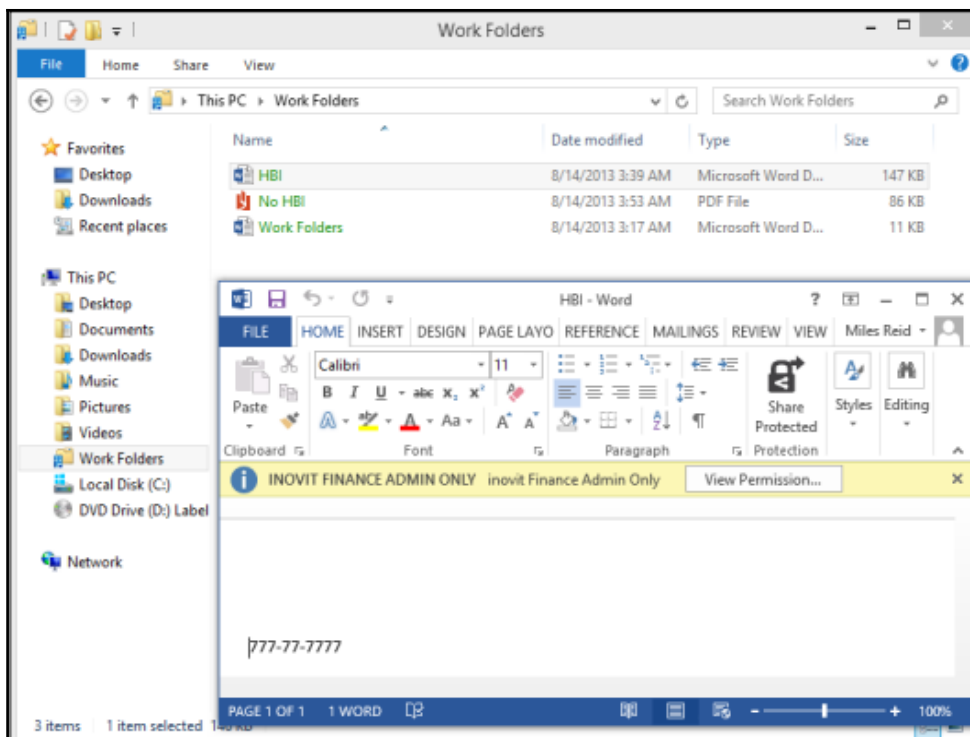 Work Folders
File Home Share View
This PC Work Folders Search Work Folders
Name Date modified Type Size
Favorites
Desktop
Downloads
Recent places
HBI 8/14/2013 3:39 AM Microsoft Word D... 147 KB
No HBI 8/14/2013 3:53 AM PDF File 86 KB
Work Folders 8/14/2013 3:17 AM Microsoft Word D... 11 KB
This PC
Desktop
Documents
Downloads
Music
Pictures
Videos
Work Folders
Local Disk (C:)
DVD Drive (D:) Label
Network
HBI - Word
FILE HOME INSERT DESIGN PAGE LAYO REFERENCE MAILINGS REVIEW VIEW Miles Reid
Calibri 11
Paste
B I U abc x₂ x² Aa A A
Share
Protected
Styles Editing
Clipboard Font Paragraph Protection
INOVIT FINANCE ADMIN ONLY inovit Finance Admin Only View Permission...
777-77-7777
PAGE 1 OF 1 1 WORD 100%
3 items 1 item selected